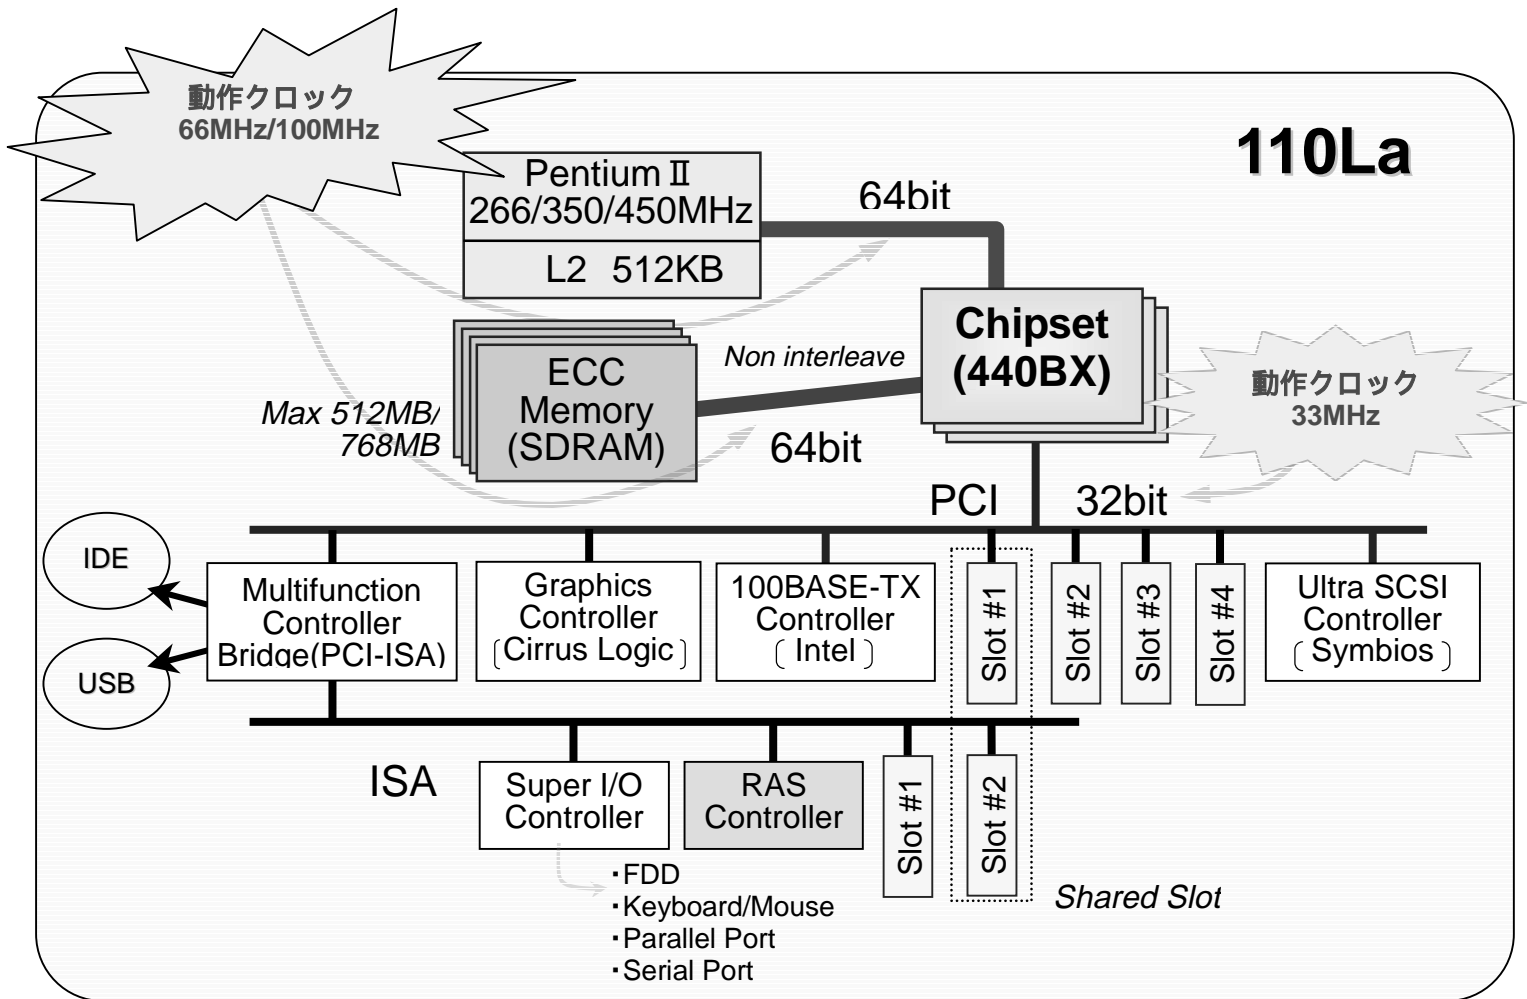 動作クロック
66MHz/100MHz
110La
Pentium Ⅱ
266/350/450MHz
L2 512KB
64bit
Chipset
(440BX)
Non interleave
ECC
Memory
(SDRAM)
Max 512MB/
768MB
64bit
動作クロック
33MHz
PCI
32bit
IDE
USB
Multifunction
Controller
Bridge(PCI-ISA)
Graphics
Controller
(Cirrus Logic)
100BASE-TX
Controller
( Intel )
Slot #1
Slot #2
Slot #3
Slot #4
Ultra SCSI
Controller
( Symbios )
ISA
Super I/O
Controller
RAS
Controller
Slot #1
Slot #2
Shared Slot
・FDD
・Keyboard/Mouse
・Parallel Port
・Serial Port